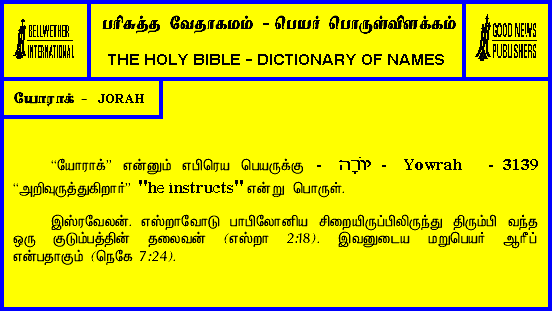 BELLWETHER
INTERNATIONAL
பரிசுத்த வேதாகமம் - பெயர் பொருள்விளக்கம்
THE HOLY BIBLE - DICTIONARY OF NAMES
GOOD NEWS
PUBLISHERS
யோராக் - JORAH
“யோராக்” என்னும் எபிரெய பெயருக்கு - יוֹרָה - Yowrah - 3139
“அறிவுருத்துகிறார்” "he instructs" என்று பொருள்.
இஸ்ரவேலன். எஸ்றாவோடு பாபிலோனிய சிறையிருப்பிலிருந்து திரும்பி வந்த
ஒரு குடும்பத்தின் தலைவன் (எஸ்றா 2:18). இவனுடைய மறுபெயர் ஆரீப்
என்பதாகும் (நெகே 7:24).